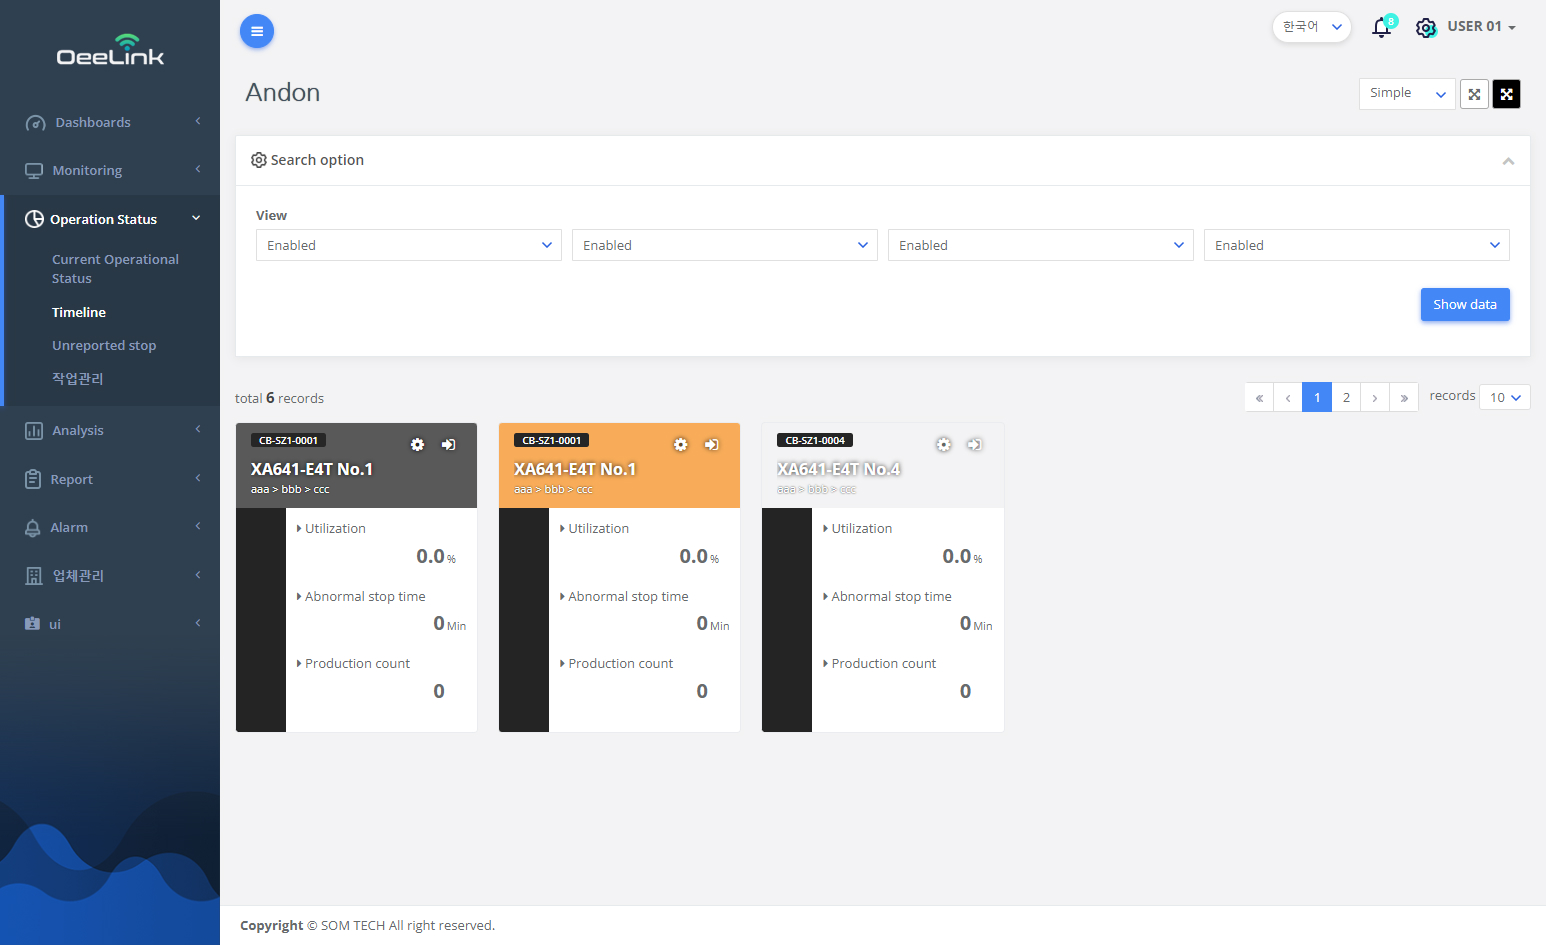 OeeLink
한국어
8
USER 01
Dashboards
Monitoring
Operation Status
Current Operational
Status
Timeline
Unreported stop
작업관리
Analysis
Report
Alarm
업체관리
ui
Andon
Simple
Search option
View
Enabled
Enabled
Enabled
Enabled
Show data
total 6 records
« ‹ 1 2 › »
records 10
CB-SZ1-0001
XA641-E4T No.1
aaa > bbb > ccc
Utilization
0.0 %
Abnormal stop time
0 Min
Production count
0
CB-SZ1-0001
XA641-E4T No.1
aaa > bbb > ccc
Utilization
0.0 %
Abnormal stop time
0 Min
Production count
0
CB-SZ1-0004
XA641-E4T No.4
aaa > bbb > ccc
Utilization
0.0 %
Abnormal stop time
0 Min
Production count
0
Copyright © SOM TECH All right reserved.